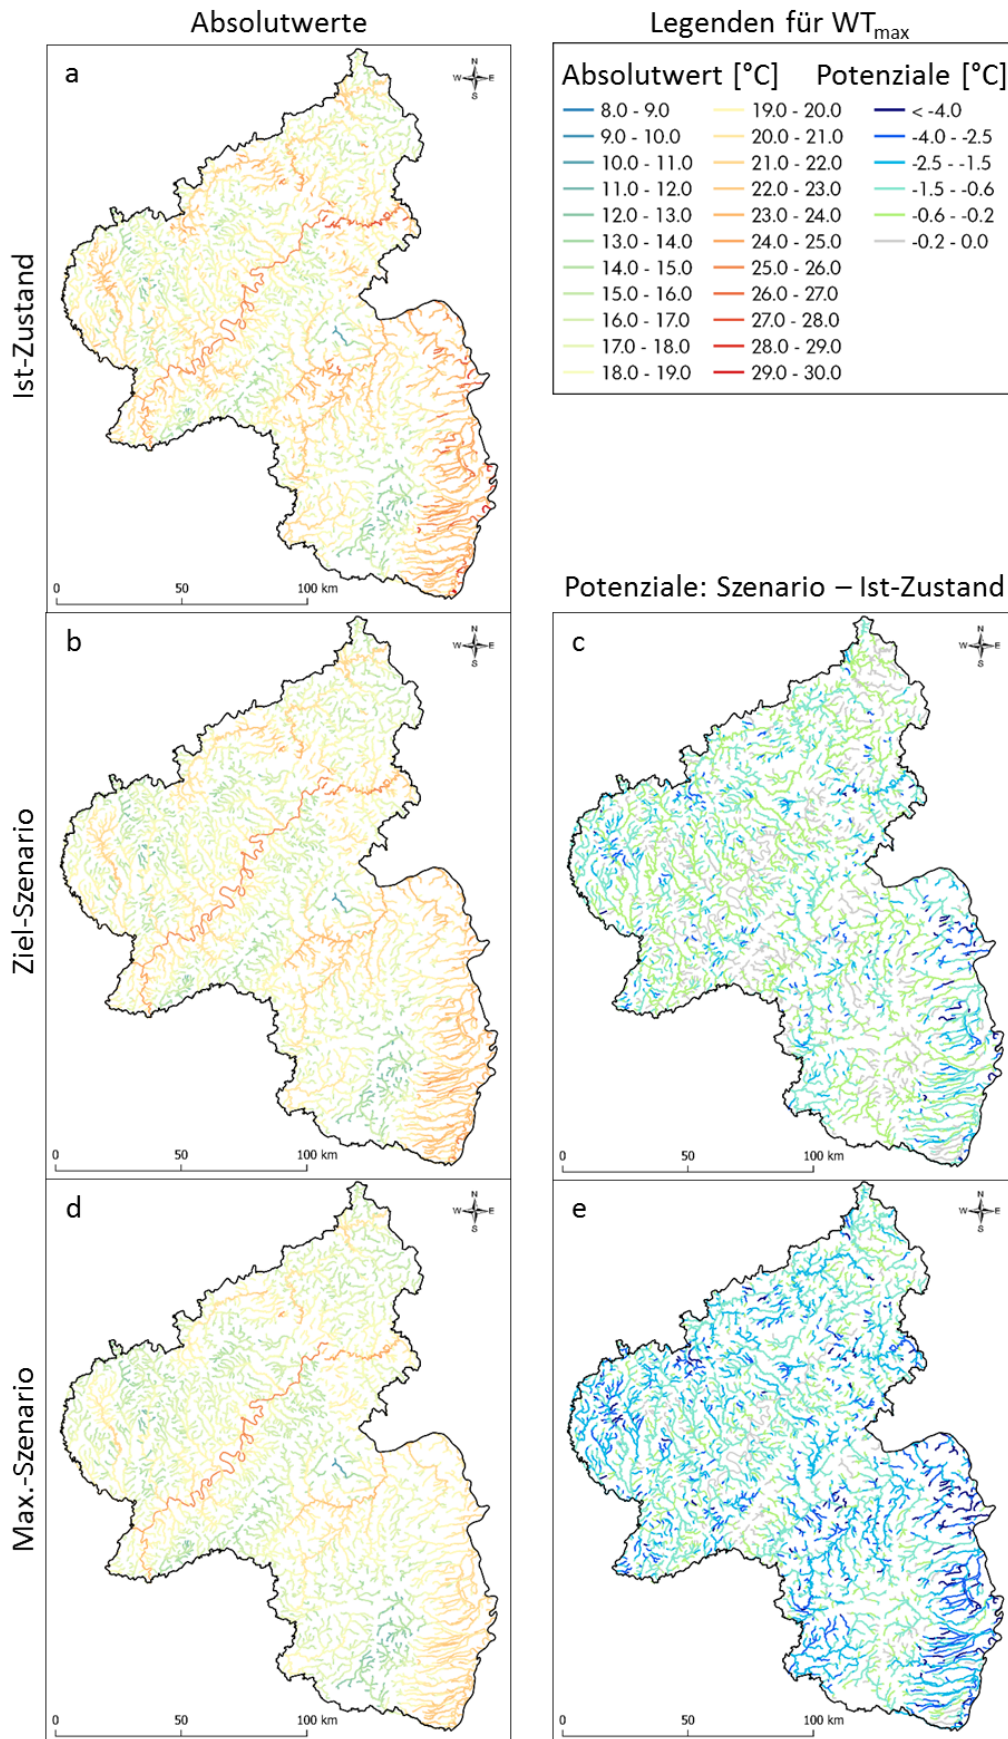 Absolutwerte
Legenden für WTmax
Absolutwert [°C] Potenziale [°C]
8.0 - 9.0 19.0 - 20.0 < -4.0
9.0 - 10.0 20.0 - 21.0 -4.0 - -2.5
10.0 - 11.0 21.0 - 22.0 -2.5 - -1.5
11.0 - 12.0 22.0 - 23.0 -1.5 - -0.6
12.0 - 13.0 23.0 - 24.0 -0.6 - -0.2
13.0 - 14.0 24.0 - 25.0 -0.2 - 0.0
14.0 - 15.0 25.0 - 26.0
15.0 - 16.0 26.0 - 27.0
16.0 - 17.0 27.0 - 28.0
17.0 - 18.0 28.0 - 29.0
18.0 - 19.0 29.0 - 30.0
Ist-Zustand
a
N
W E
S
0 50 100 km
Potenziale: Szenario – Ist-Zustand
Ziel-Szenario
b
N
W E
S
0 50 100 km
c
N
W E
S
0 50 100 km
Max.-Szenario
d
N
W E
S
0 50 100 km
e
N
W E
S
0 50 100 km